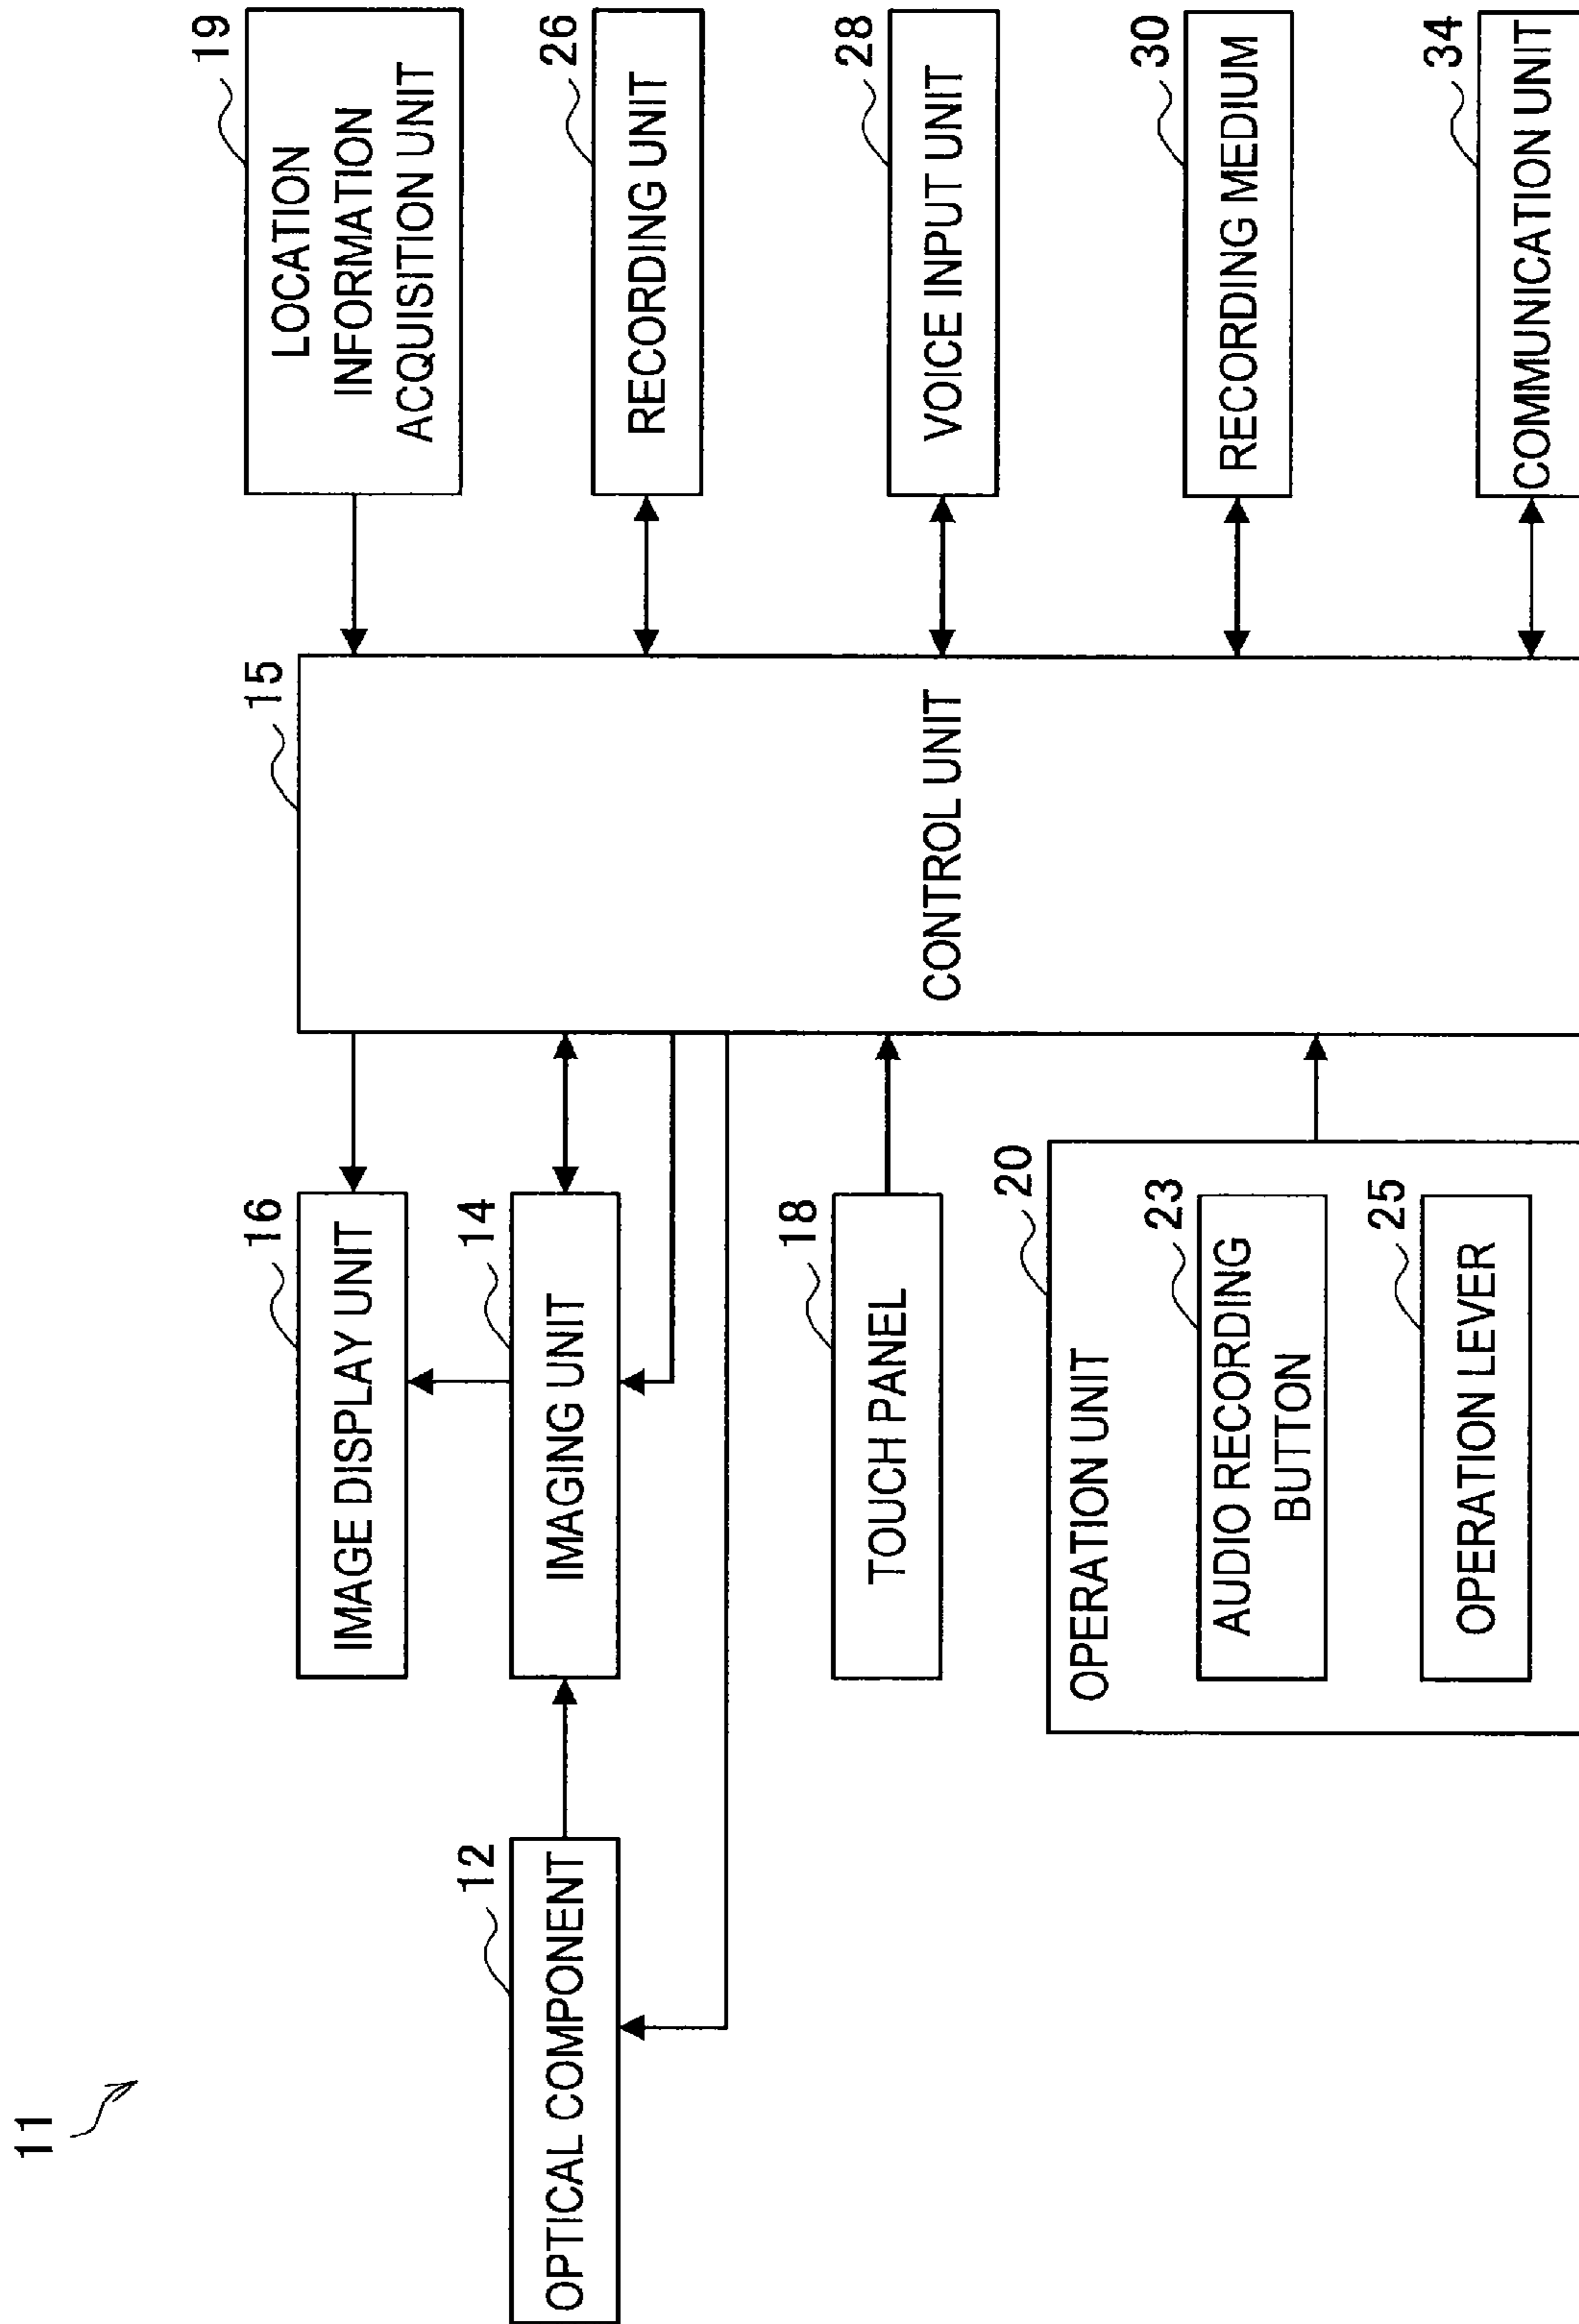 11
OPTICAL COMPONENT
12
IMAGE DISPLAY UNIT
16
IMAGING UNIT
14
TOUCH PANEL
18
OPERATION UNIT
20
AUDIO RECORDING
BUTTON
23
OPERATION LEVER
25
CONTROL UNIT
15
LOCATION
INFORMATION
ACQUISITION UNIT
19
RECORDING UNIT
26
VOICE INPUT UNIT
28
RECORDING MEDIUM
30
COMMUNICATION UNIT
34